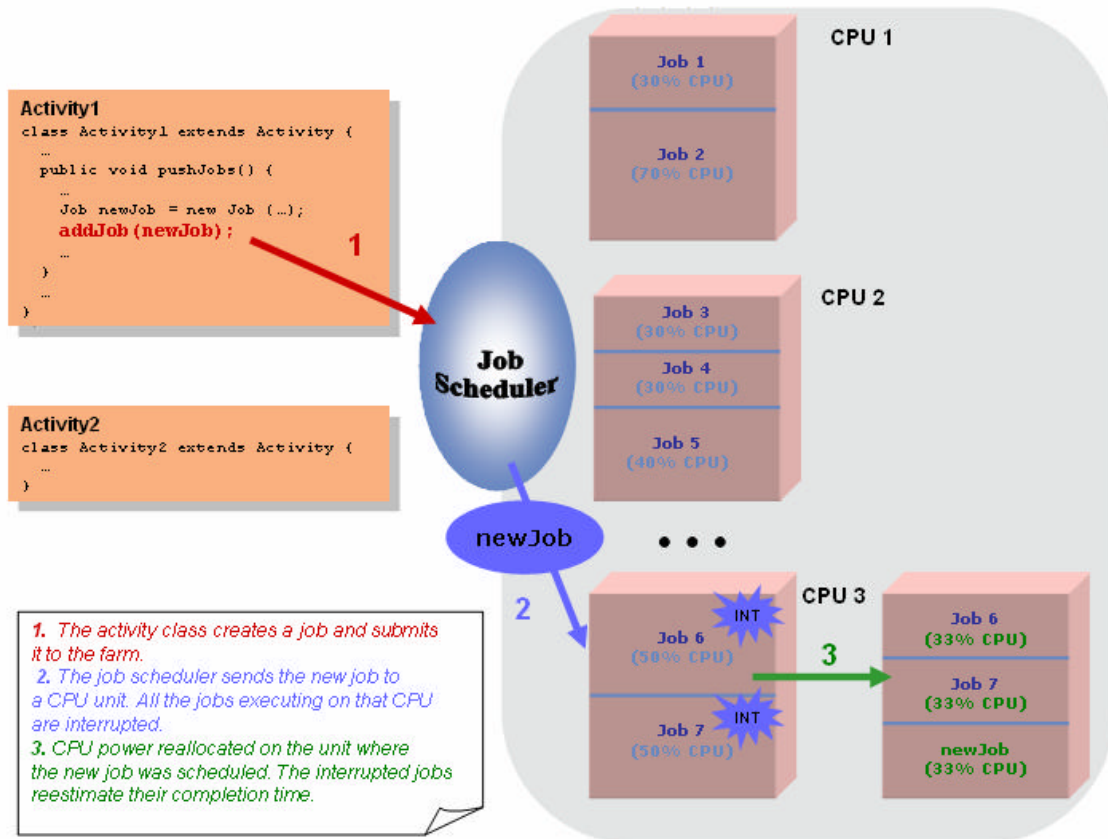 Activity1
class Activity1 extends Activity {
…
public void pushJobs() {
…
Job newJob = new Job (…);
addJob(newJob);
…
}
…
}
1
Activity2
class Activity2 extends Activity {
…
}
Job
Scheduler
newJob
2
CPU 1
Job 1
(30% CPU)
Job 2
(70% CPU)
CPU 2
Job 3
(30% CPU)
Job 4
(30% CPU)
Job 5
(40% CPU)
• • •
CPU 3
INT
Job 6
(50% CPU)
INT
Job 7
(50% CPU)
3
Job 6
(33% CPU)
Job 7
(33% CPU)
newJob
(33% CPU)
1. The activity class creates a job and submits
it to the farm.
2. The job scheduler sends the new job to
a CPU unit. All the jobs executing on that CPU
are interrupted.
3. CPU power reallocated on the unit where
the new job was scheduled. The interrupted jobs
reestimate their completion time.